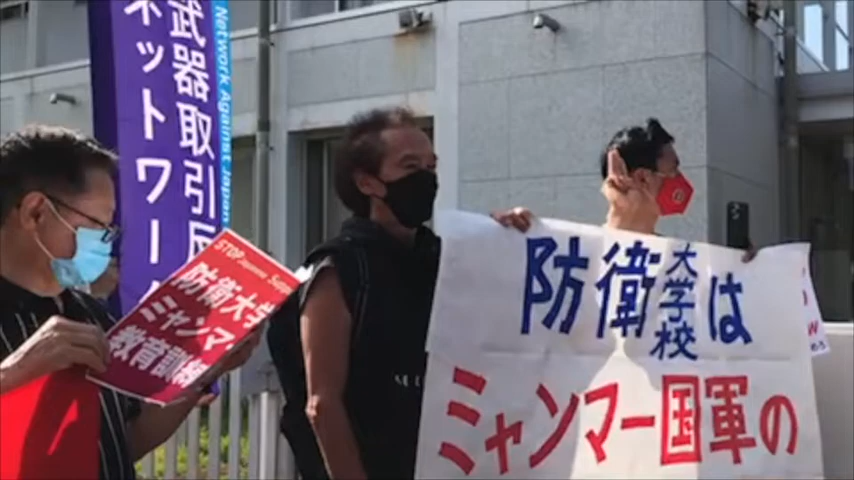 武器取引反
ネットワーク
Network Against Japan
STOP Japanese
防衛大学
ミャンマー
教育訓練
防衛大学校は
ミャンマー国軍の